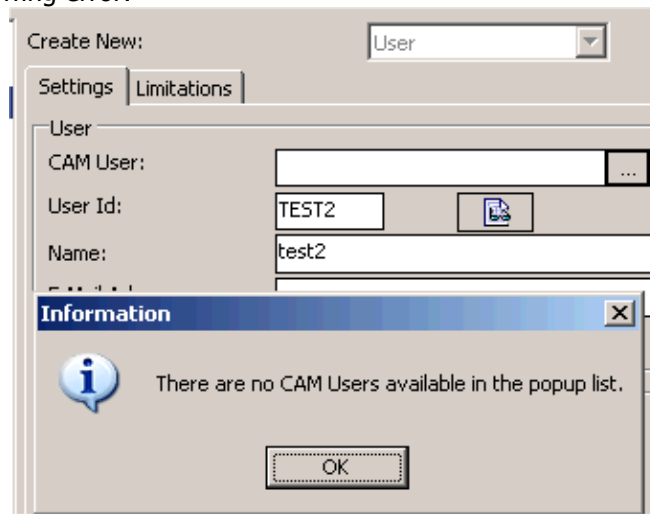 Create New: User
Settings Limitations
User
CAM User: ...
User Id: TEST2
Name: test2
Information
There are no CAM Users available in the popup list.
OK